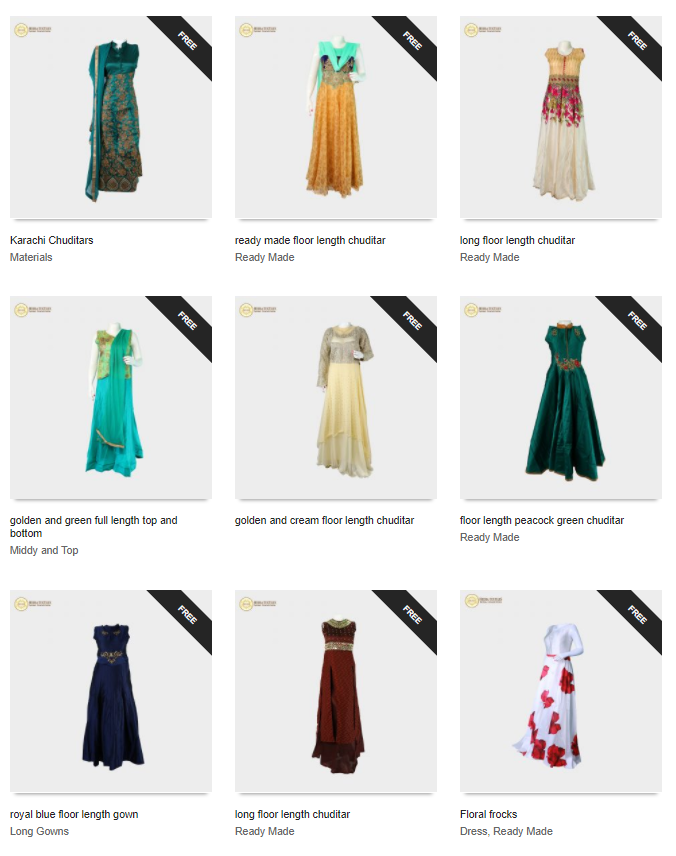 FREE
FREE
FREE
Karachi Chuditars
Materials
ready made floor length chuditar
Ready Made
long floor length chuditar
Ready Made
FREE
FREE
FREE
golden and green full length top and
bottom
Middy and Top
golden and cream floor length chuditar
floor length peacock green chuditar
Ready Made
FREE
FREE
FREE
royal blue floor length gown
Long Gowns
long floor length chuditar
Ready Made
Floral frocks
Dress, Ready Made